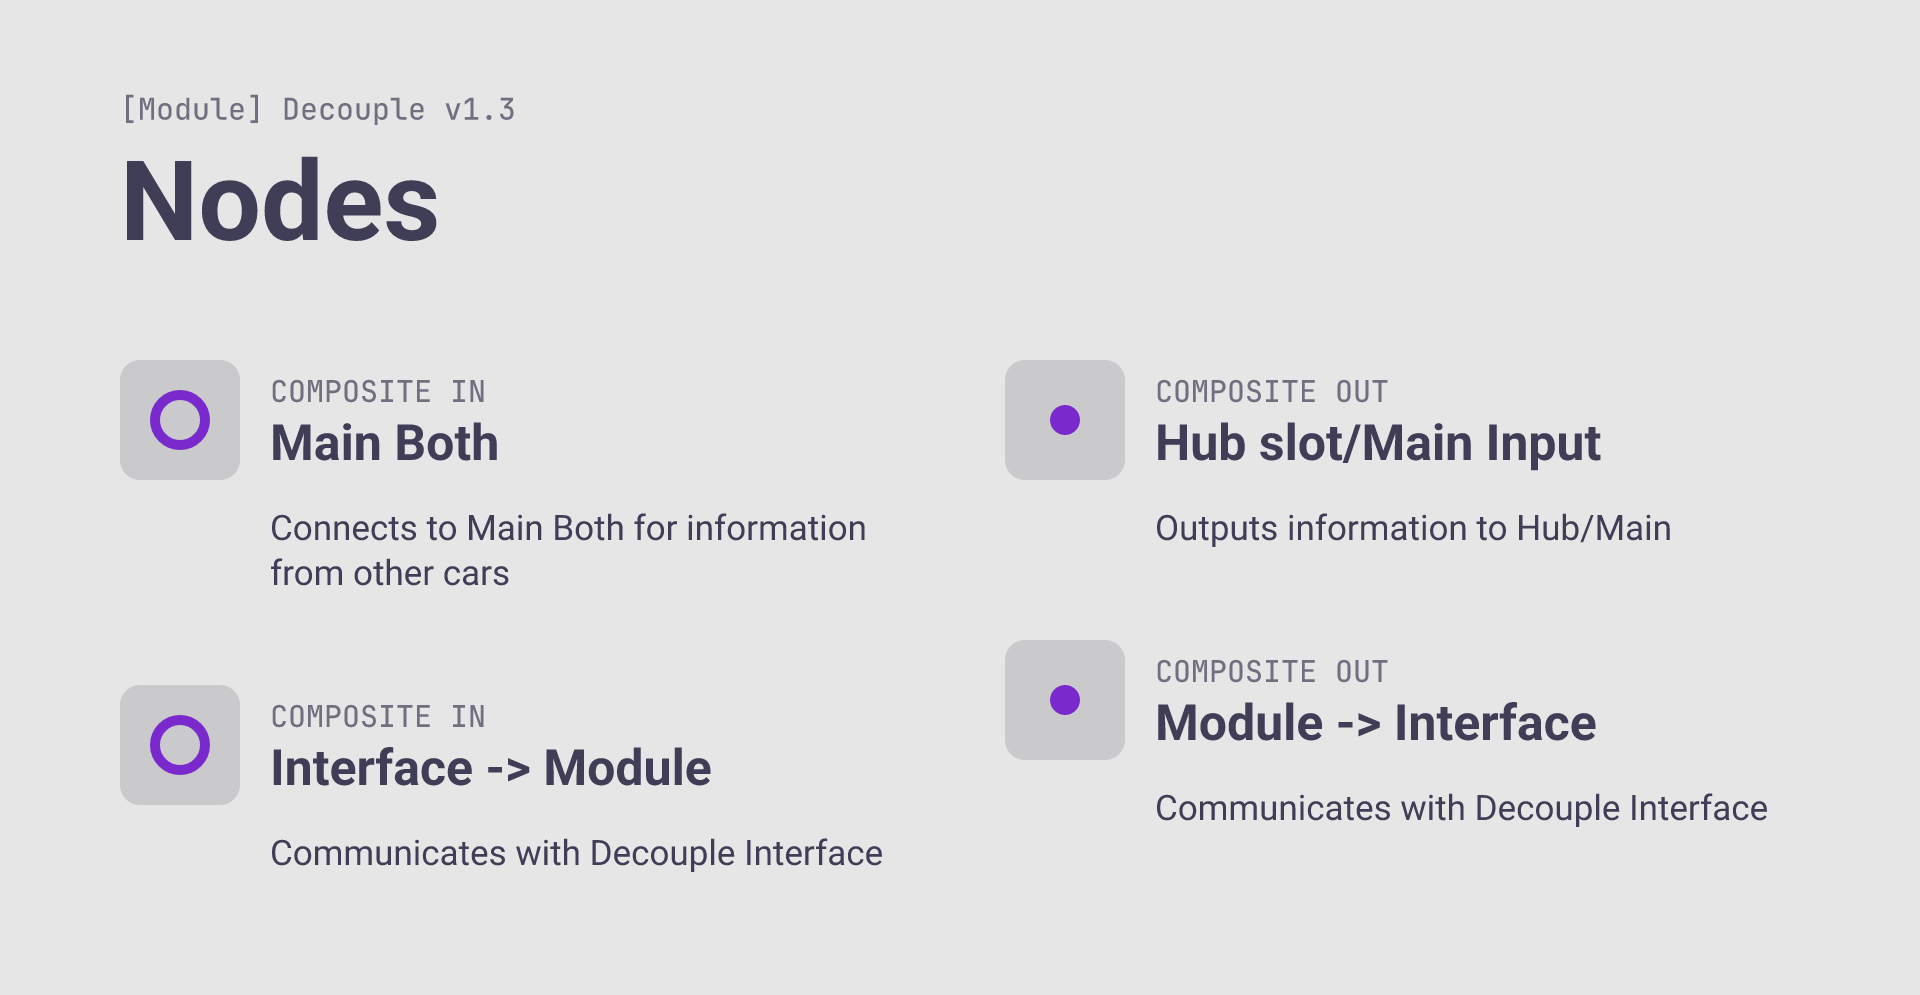 [Module] Decouple v1.3
Nodes
COMPOSITE IN
Main Both
Connects to Main Both for information
from other cars
COMPOSITE IN
Interface -> Module
Communicates with Decouple Interface
COMPOSITE OUT
Hub slot/Main Input
Outputs information to Hub/Main
COMPOSITE OUT
Module -> Interface
Communicates with Decouple Interface